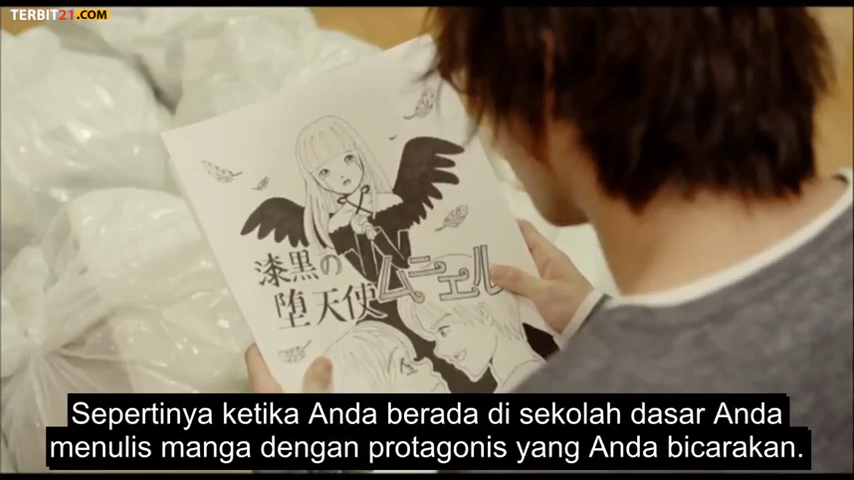 TERBIT21.COM
漆黒の
堕天使ムニエル
Sepertinya ketika Anda berada di sekolah dasar Anda
menulis manga dengan protagonis yang Anda bicarakan.